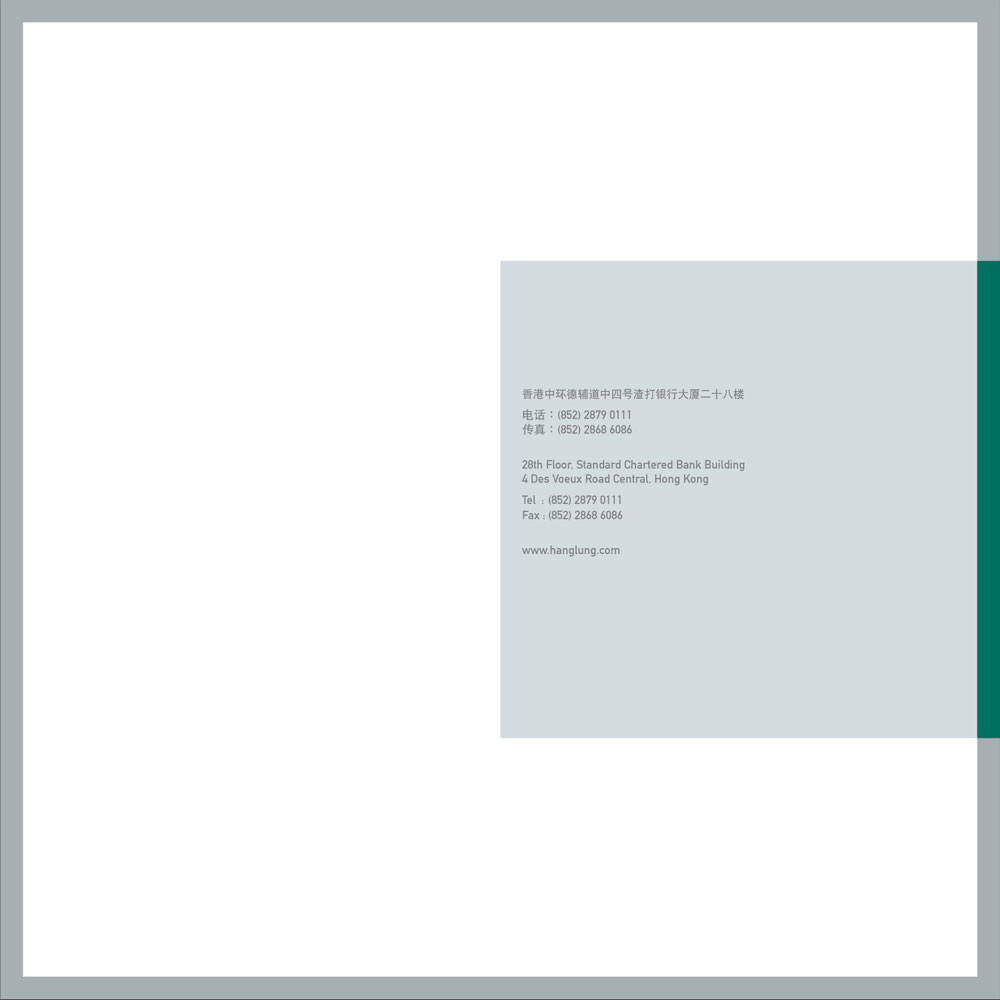 香港中环德辅道中四号渣打银行大厦二十八楼
电话：(852) 2879 0111
传真：(852) 2868 6086
28th Floor, Standard Chartered Bank Building
4 Des Voeux Road Central, Hong Kong
Tel : (852) 2879 0111
Fax : (852) 2868 6086
www.hanglung.com